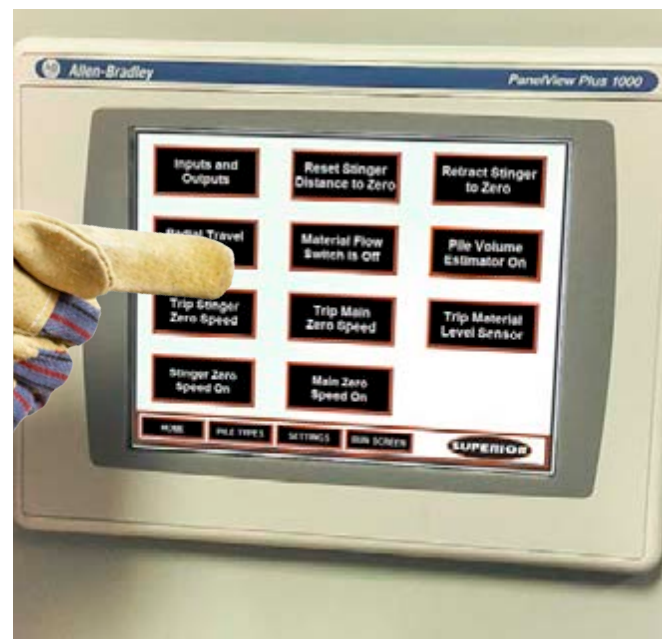 AB Allen-Bradley
PanelView Plus 1000
Inputs and
Outputs
Reset Stinger
Distance to Zero
Retract Stinger
to Zero
Radial Travel
Material Flow
Switch is Off
Pile Volume
Estimator On
Trip Stinger
Zero Speed
Trip Main
Zero Speed
Trip Material
Level Sensor
Stinger Zero
Speed On
Main Zero
Speed On
HOME
PILE TYPES
SETTINGS
RUN SCREEN
SUPERIOR